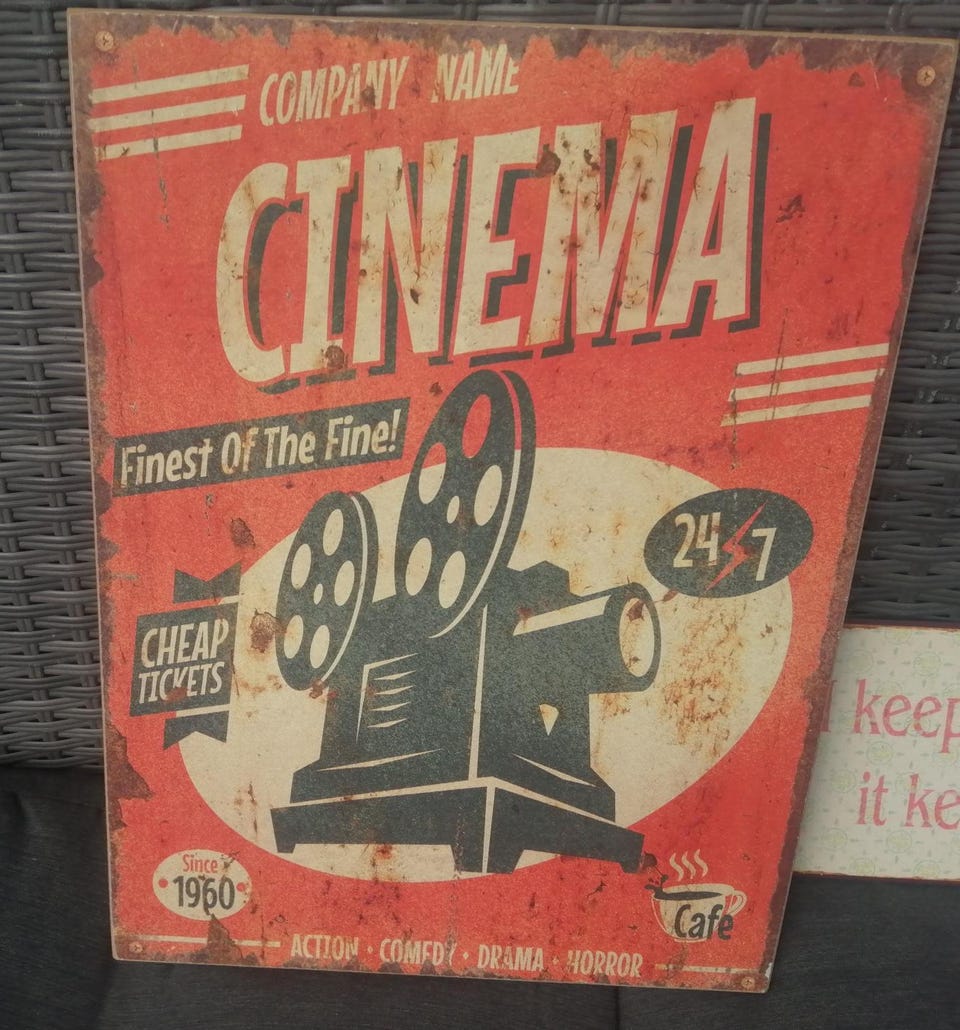 COMPANY NAME
CINEMA
Finest Of The Fine!
24 7
CHEAP
TICKETS
Since
1960
Cafe
ACTION · COMEDY · DRAMA · HORROR
I keep
it ke